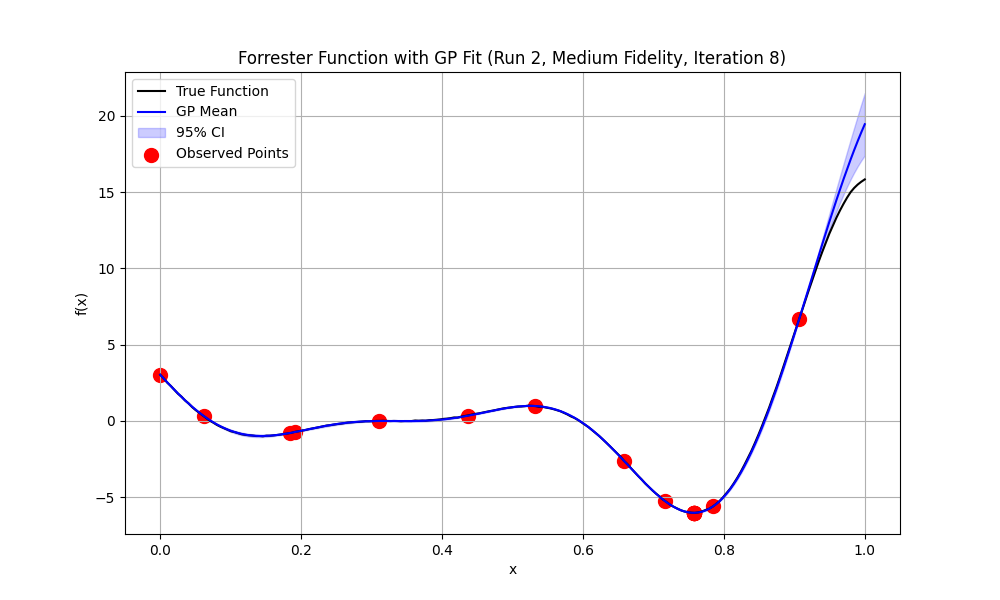 Forrester Function with GP Fit (Run 2, Medium Fidelity, Iteration 8)
True Function
GP Mean
95% CI
Observed Points
20
15
10
5
0
−5
f(x)
0.0 0.2 0.4 0.6 0.8 1.0
x